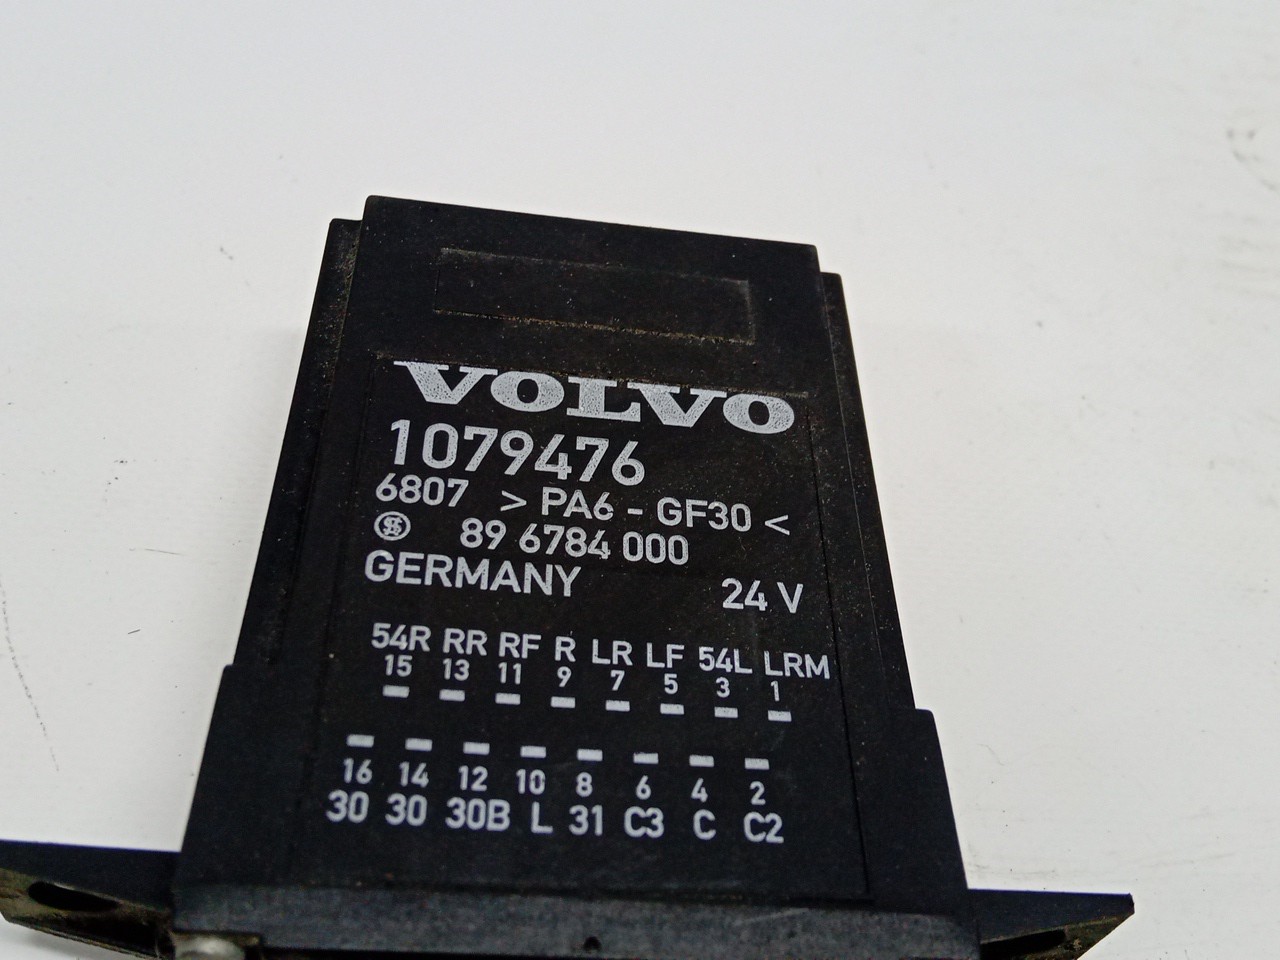 VOLVO
1079476
6807 > PA6 - GF30 <
89 6784 000
GERMANY 24 V
54R RR RF R LR LF 54L LRM
15 13 11 9 7 5 3 1
16 14 12 10 8 6 4 2
30 30 30B L 31 C3 C C2